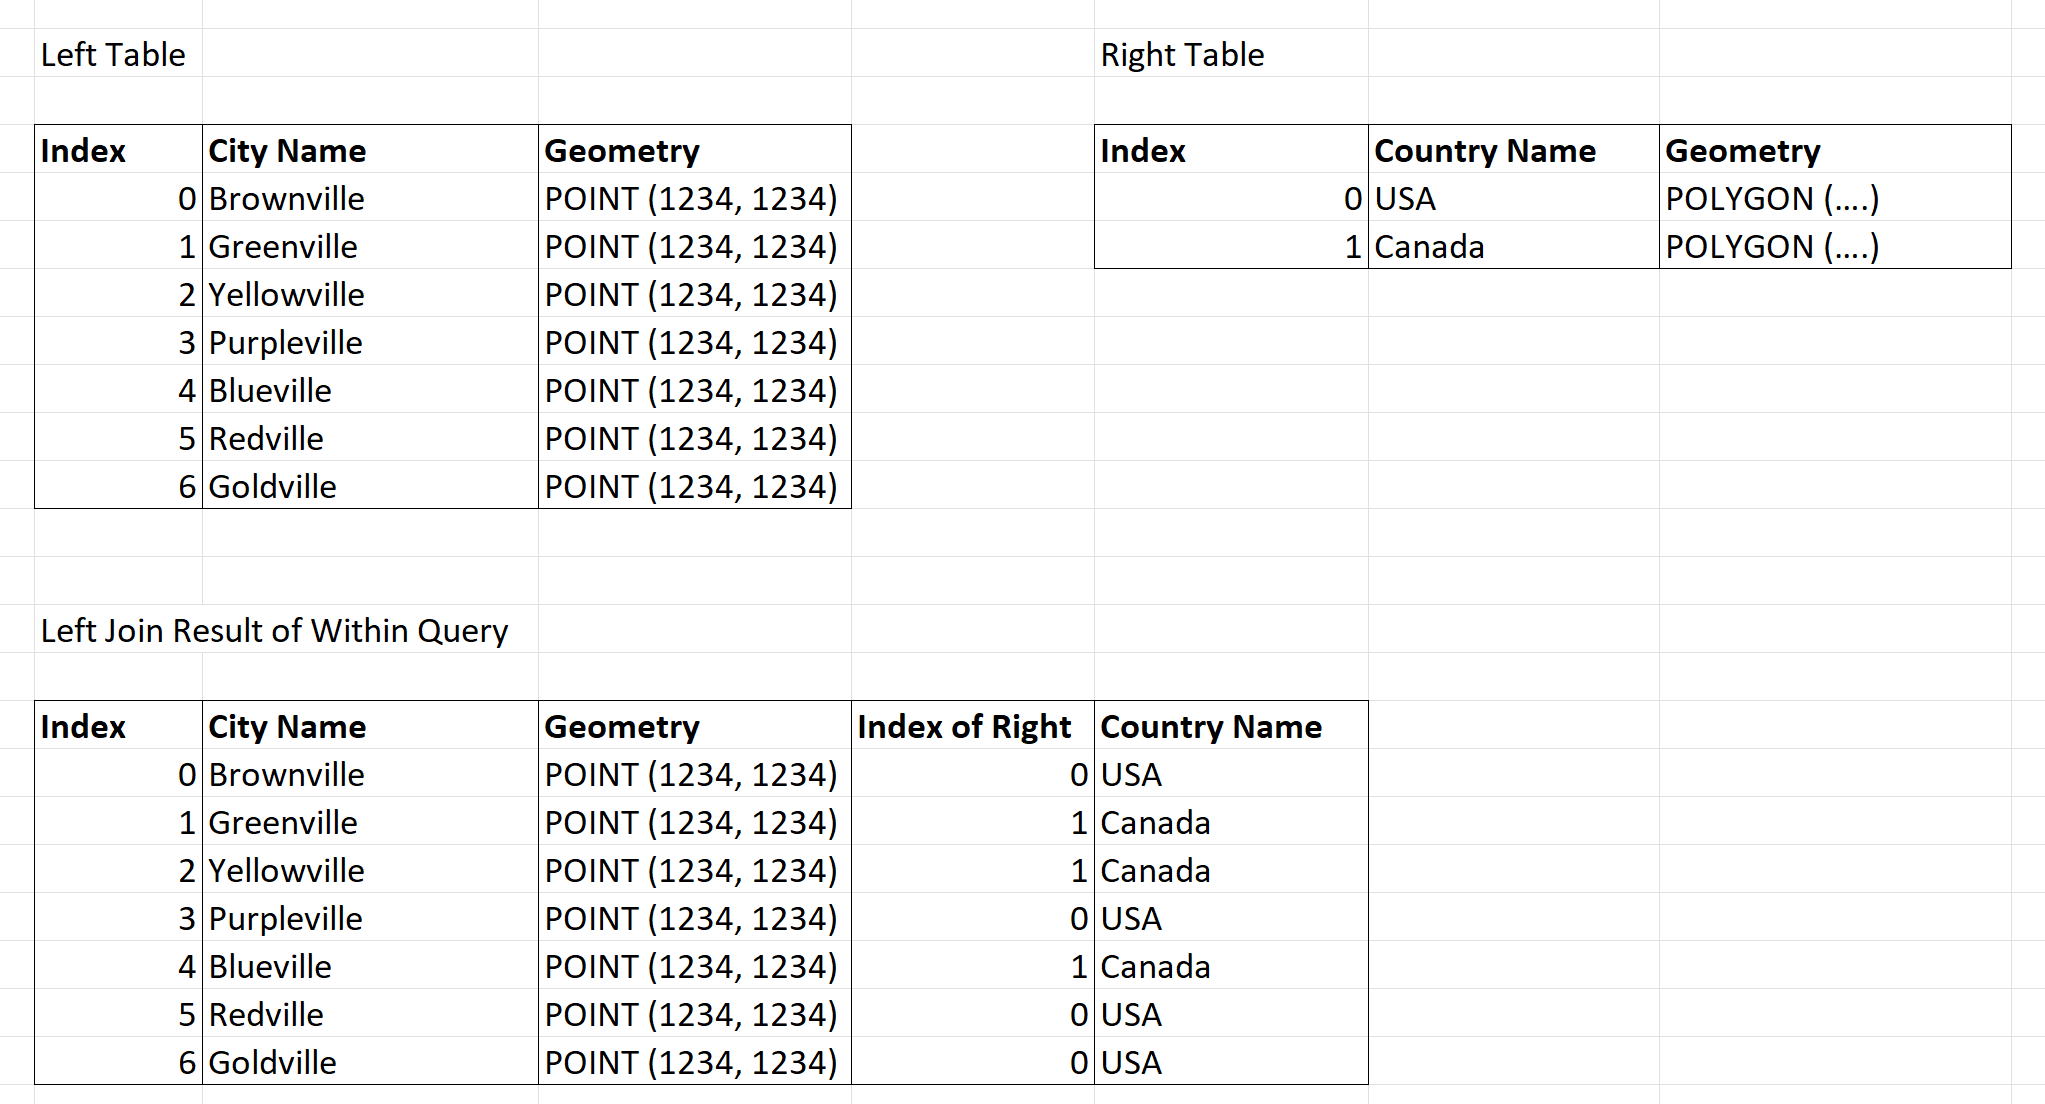 Left Table
Right Table
Index City Name Geometry
0 Brownville POINT (1234, 1234)
1 Greenville POINT (1234, 1234)
2 Yellowville POINT (1234, 1234)
3 Purpleville POINT (1234, 1234)
4 Blueville POINT (1234, 1234)
5 Redville POINT (1234, 1234)
6 Goldville POINT (1234, 1234)
Index Country Name Geometry
0 USA POLYGON (....)
1 Canada POLYGON (....)
Left Join Result of Within Query
Index City Name Geometry Index of Right Country Name
0 Brownville POINT (1234, 1234) 0 USA
1 Greenville POINT (1234, 1234) 1 Canada
2 Yellowville POINT (1234, 1234) 1 Canada
3 Purpleville POINT (1234, 1234) 0 USA
4 Blueville POINT (1234, 1234) 1 Canada
5 Redville POINT (1234, 1234) 0 USA
6 Goldville POINT (1234, 1234) 0 USA